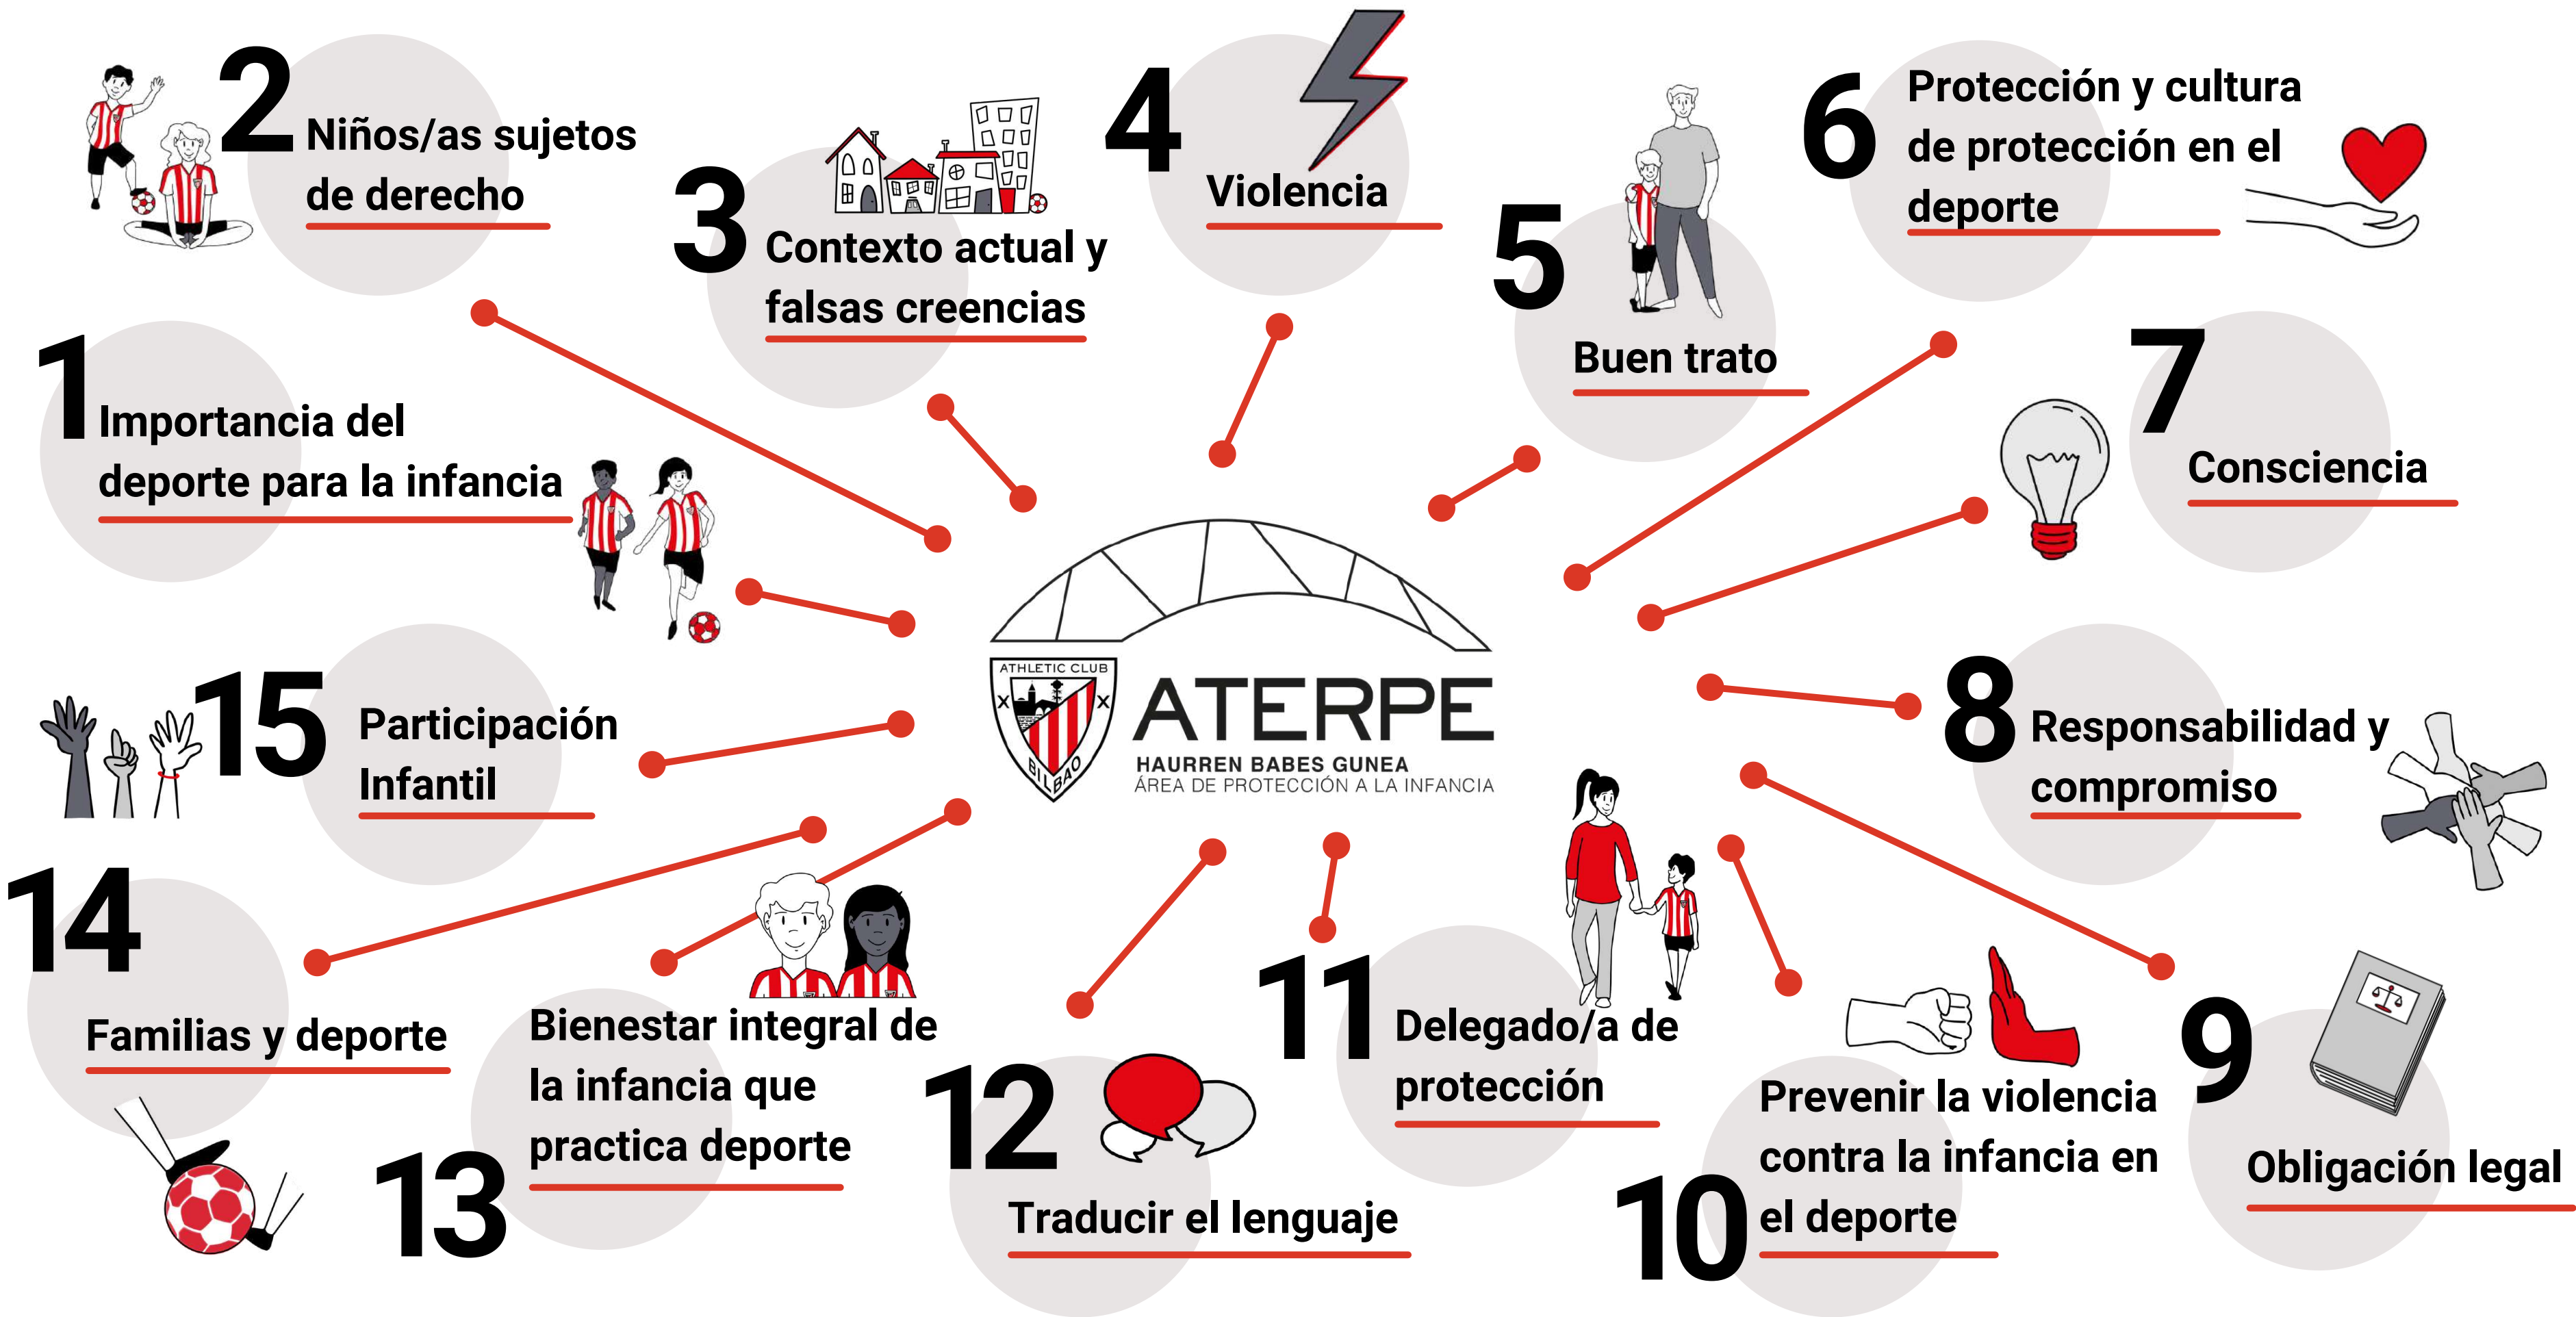 1
Importancia del
deporte para la infancia
2
Niños/as sujetos
de derecho
3
Contexto actual y
falsas creencias
4
Violencia
5
Buen trato
6
Protección y cultura
de protección en el
deporte
7
Consciencia
8
Responsabilidad y
compromiso
9
Obligación legal
10
Prevenir la violencia
contra la infancia en
el deporte
11
Delegado/a de
protección
12
Traducir el lenguaje
13
Bienestar integral de
la infancia que
practica deporte
14
Familias y deporte
15
Participación
Infantil
ATHLETIC CLUB
BILBAO
ATERPE
HAURREN BABES GUNEA
ÁREA DE PROTECCIÓN A LA INFANCIA